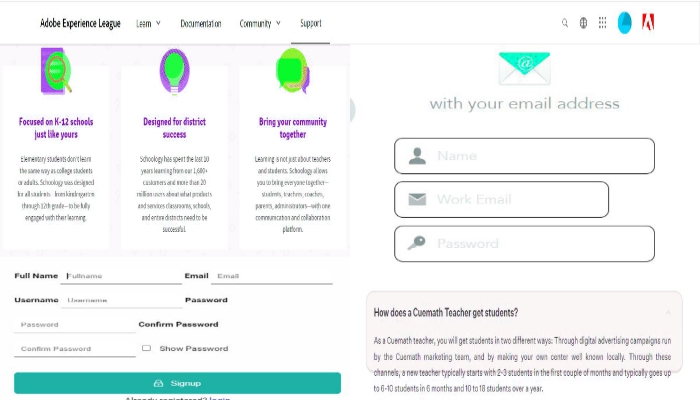 Adobe Experience League Learn Documentation Community Support
Focused on K-12 schools
just like yours
Elementary students don't learn
the same way as college students
or adults. Schoology was designed
for all students - from kindergarten
through 12th grade—to be fully
engaged with their learning.
Designed for district
success
Schoology has spent the last 10
years learning from our 1,600+
customers and more than 20
million users about what products
and services classrooms, schools,
and entire districts need to be
successful.
Bring your community
together
Learning is not just about teachers
and students. Schoology allows
you to bring everyone together—
students, teachers, coaches,
parents, administrators—with one
communication and collaboration
platform.
Full Name Fullname Email Email
Username Username Password
Password Confirm Password
Confirm Password Show Password
Signup
Already registered? login
@
with your email address
Name
Work Email
Password
How does a Cuemath Teacher get students?
As a Cuemath teacher, you will get students in two different ways: Through digital advertising campaigns run
by the Cuemath marketing team, and by making your own center well known locally. Through these
channels, a new teacher typically starts with 2-3 students in the first couple of months and typically goes up
to 6-10 students in 6 months and 10 to 18 students over a year.